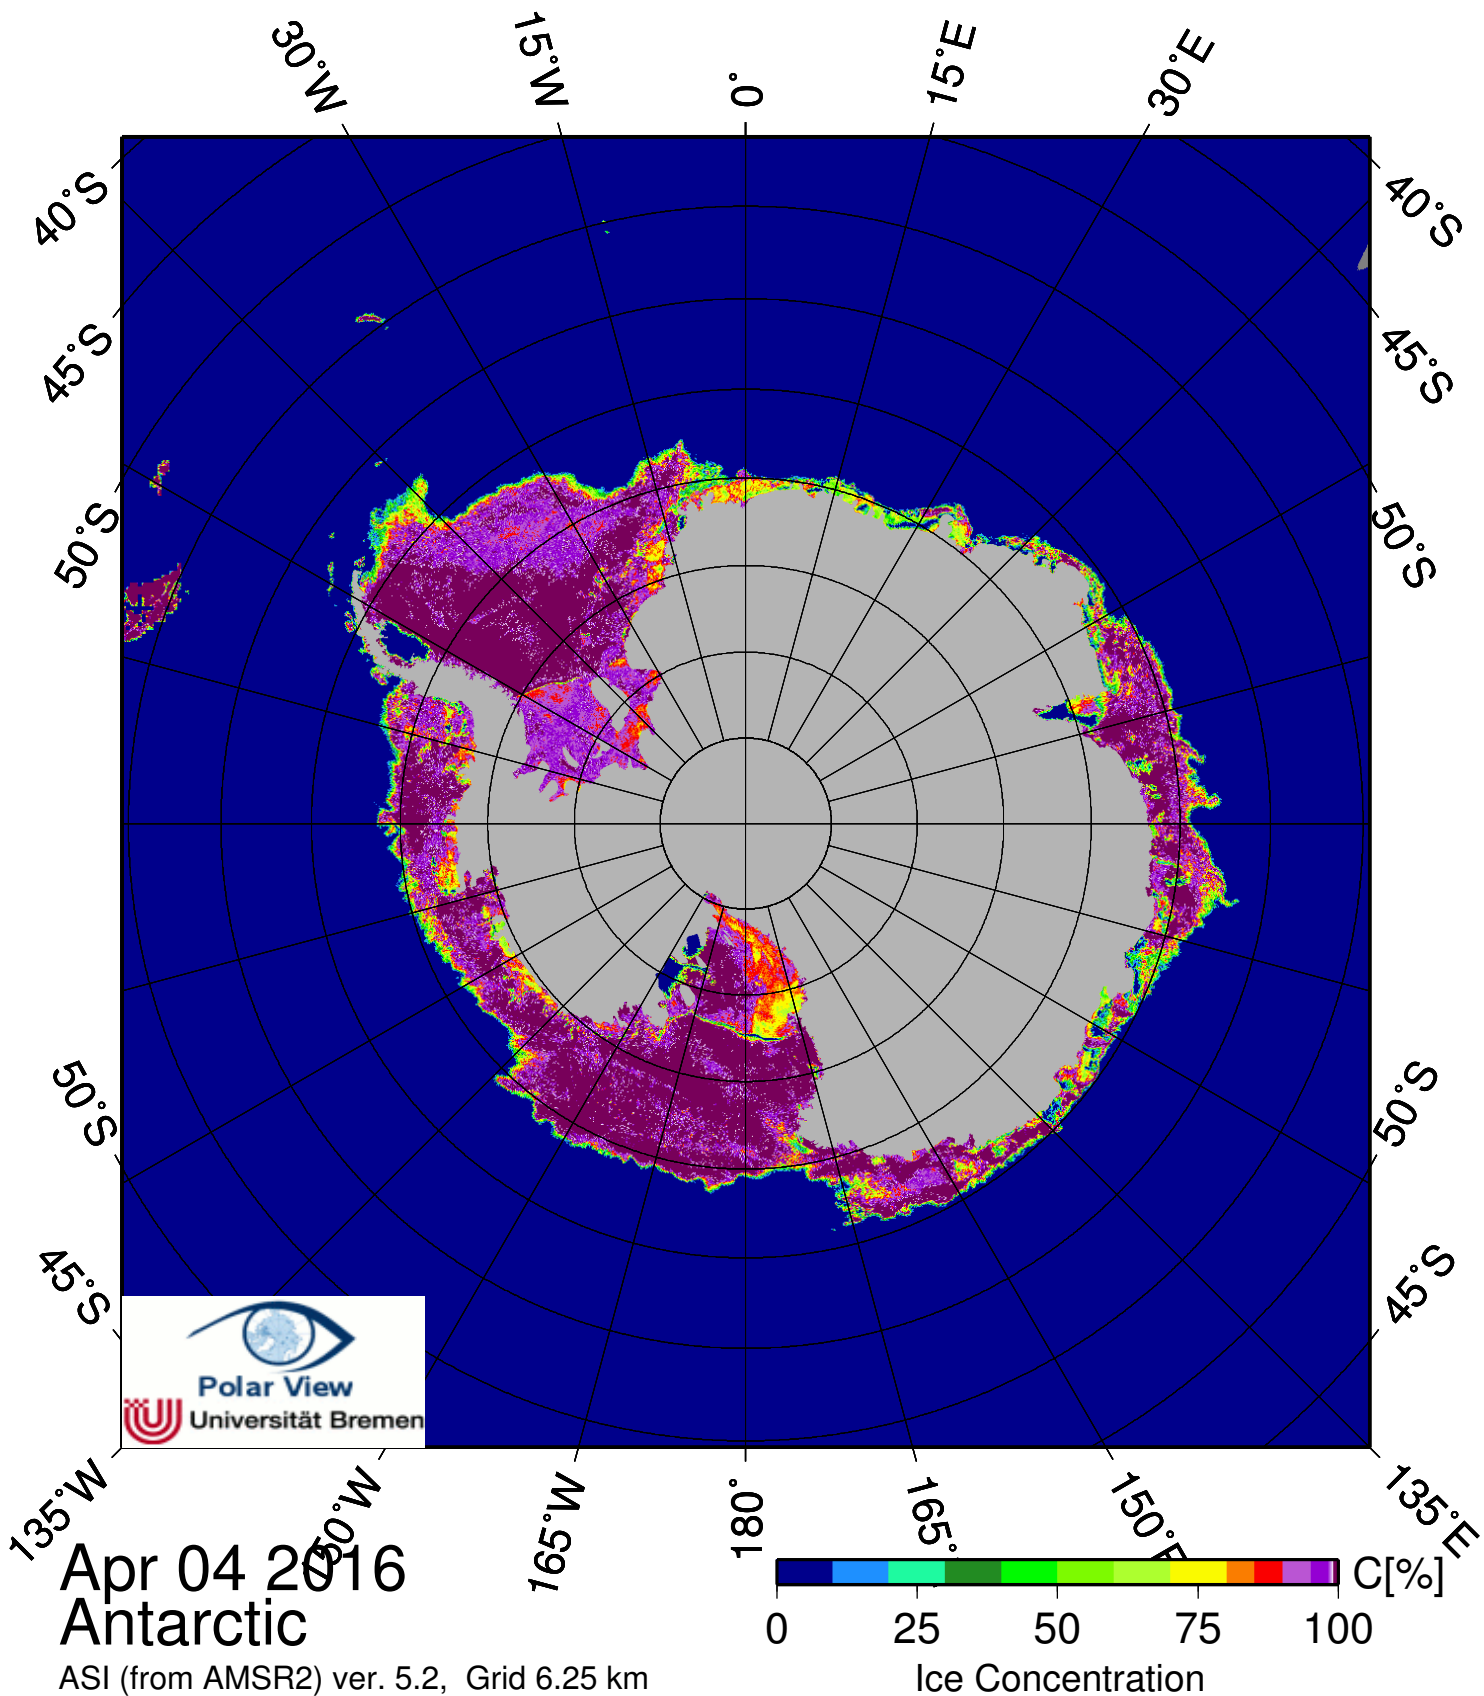 30°W
15°W
0°
15°E
30°E
40°S
40°S
45°S
45°S
50°S
50°S
50°S
50°S
45°S
45°S
Polar View
Universität Bremen
135°W
150°W
165°W
180°
165°
150°E
135°E
Apr 04 2016
Antarctic
ASI (from AMSR2) ver. 5.2, Grid 6.25 km
C[%]
0 25 50 75 100
Ice Concentration